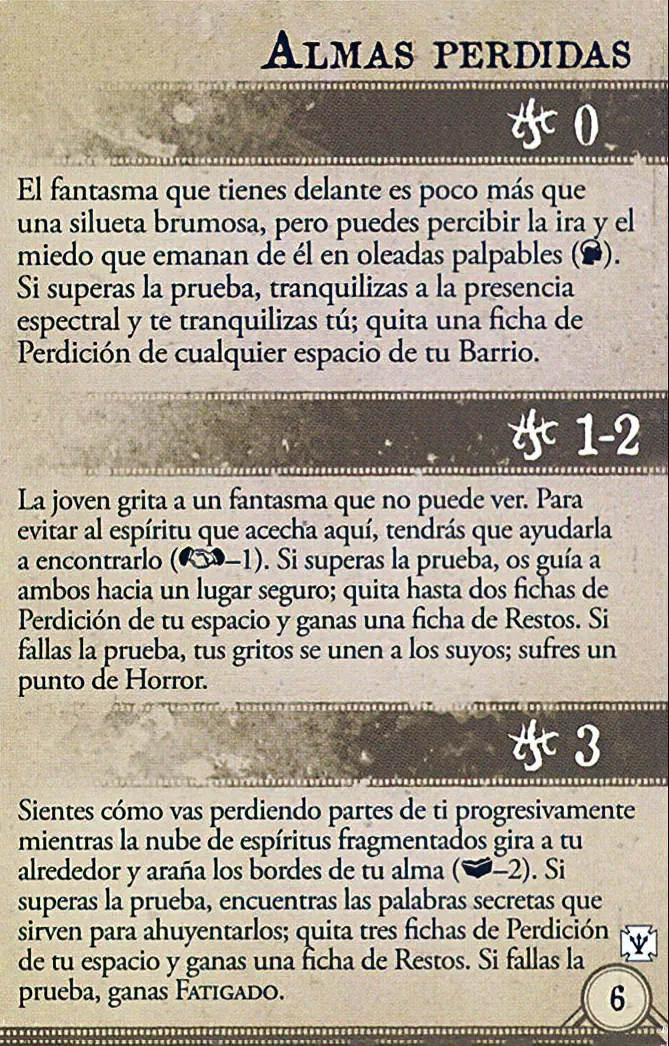 ALMAS PERDIDAS
0
El fantasma que tienes delante es poco más que
una silueta brumosa, pero puedes percibir la ira y el
miedo que emanan de él en oleadas palpables ( ).
Si superas la prueba, tranquilizas a la presencia
espectral y te tranquilizas tú; quita una ficha de
Perdición de cualquier espacio de tu Barrio.
1-2
La joven grita a un fantasma que no puede ver. Para
evitar al espíritu que acecha aquí, tendrás que ayudarla
a encontrarlo ( –1). Si superas la prueba, os guía a
ambos hacia un lugar seguro; quita hasta dos fichas de
Perdición de tu espacio y ganas una ficha de Restos. Si
fallas la prueba, tus gritos se unen a los suyos; sufres un
punto de Horror.
3
Sientes cómo vas perdiendo partes de ti progresivamente
mientras la nube de espíritus fragmentados gira a tu
alrededor y araña los bordes de tu alma ( –2). Si
superas la prueba, encuentras las palabras secretas que
sirven para ahuyentarlos; quita tres fichas de Perdición
de tu espacio y ganas una ficha de Restos. Si fallas la
prueba, ganas FATIGADO.
6